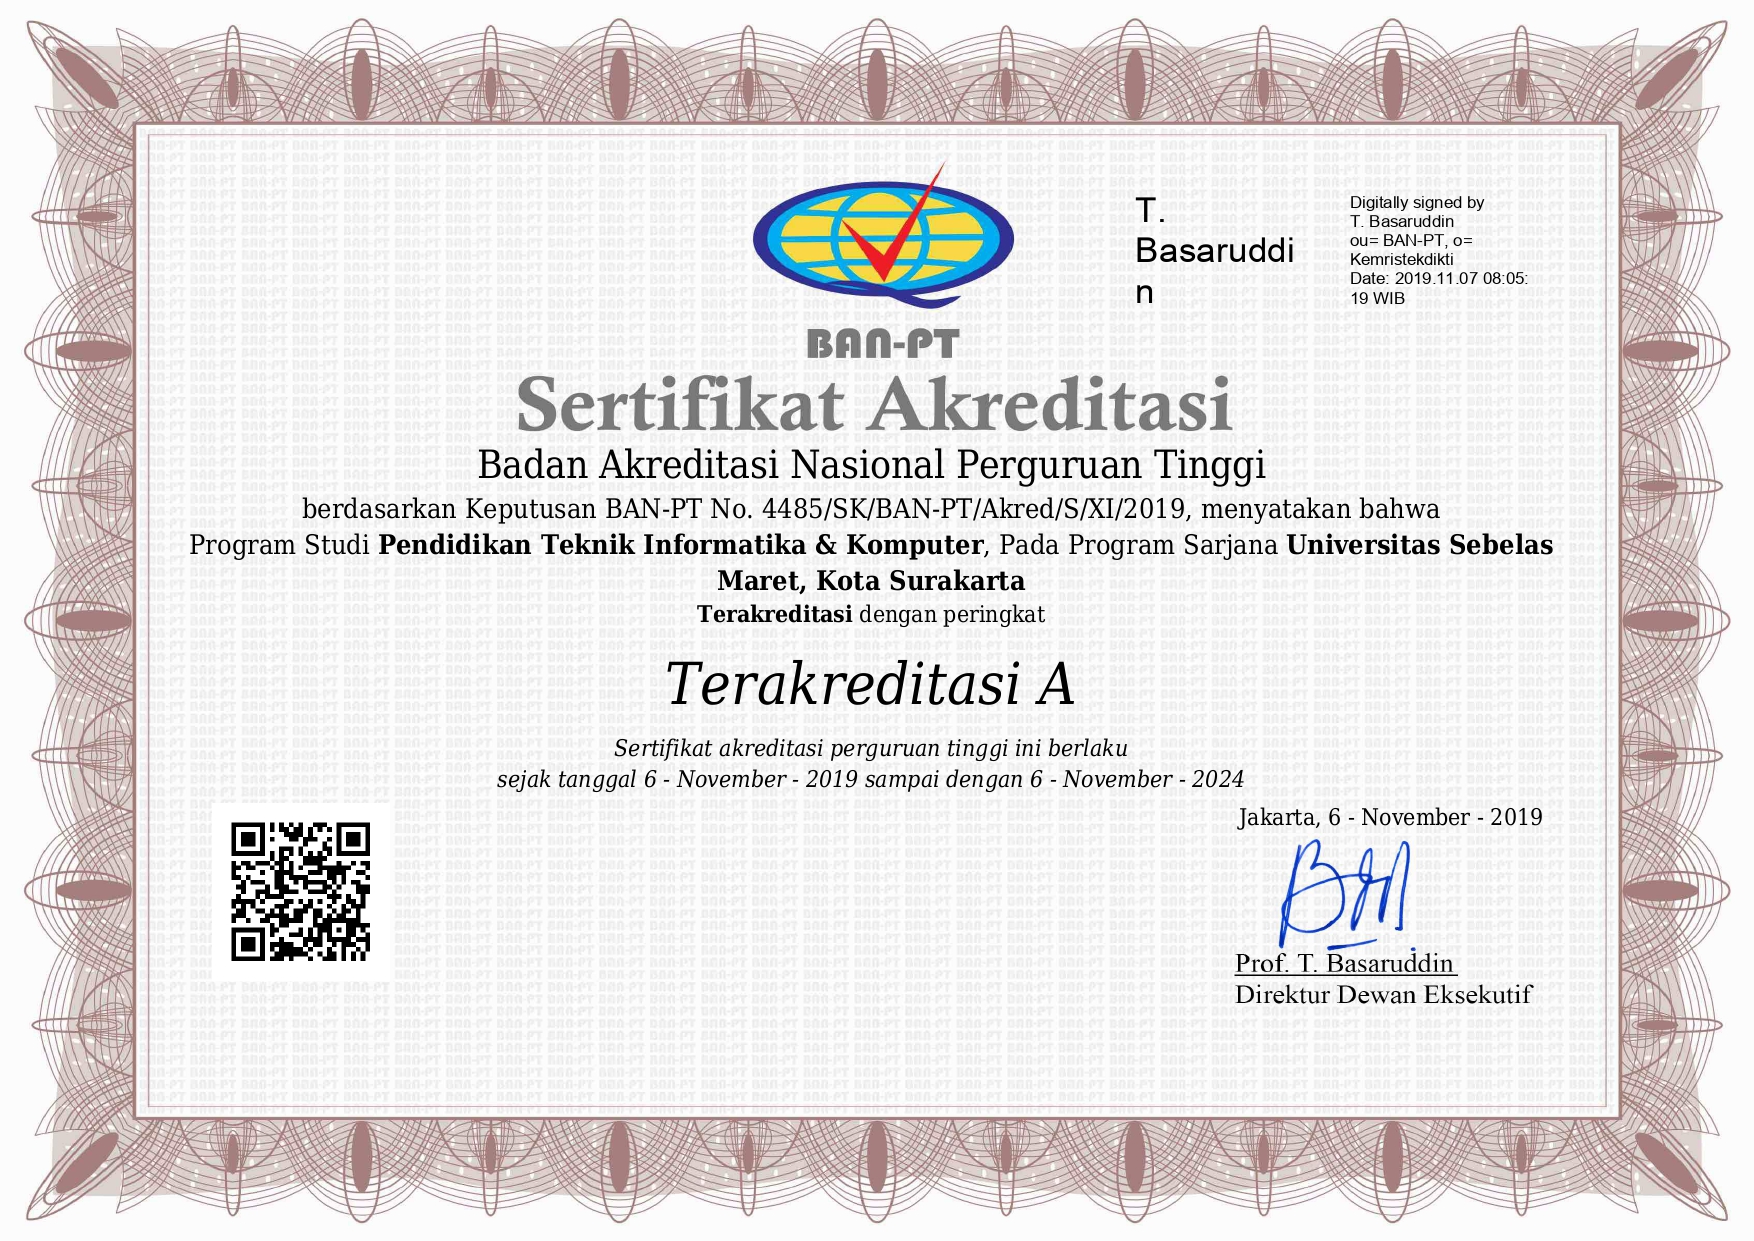 T.
Basaruddi
n
Digitally signed by
T. Basaruddin
ou= BAN-PT, o=
Kemristekdikti
Date: 2019.11.07 08:05:
19 WIB
BAN-PT
Sertifikat Akreditasi
Badan Akreditasi Nasional Perguruan Tinggi
berdasarkan Keputusan BAN-PT No. 4485/SK/BAN-PT/Akred/S/XI/2019, menyatakan bahwa
Program Studi Pendidikan Teknik Informatika & Komputer, Pada Program Sarjana Universitas Sebelas
Maret, Kota Surakarta
Terakreditasi dengan peringkat
Terakreditasi A
Sertifikat akreditasi perguruan tinggi ini berlaku
sejak tanggal 6 - November - 2019 sampai dengan 6 - November - 2024
Jakarta, 6 - November - 2019
Prof. T. Basaruddin
Direktur Dewan Eksekutif